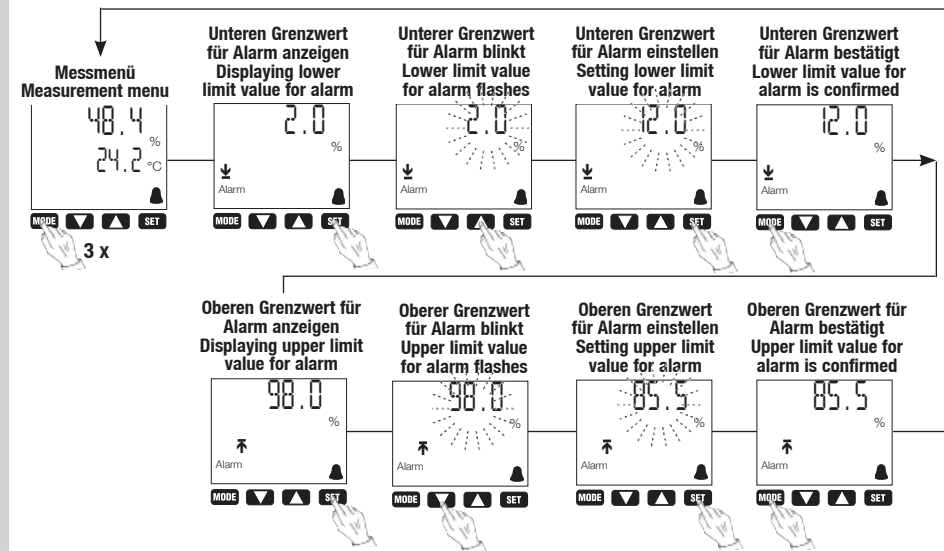 Messmenü
Measurement menu
48.4
%
24.2 °C
MODE SET
3 x
Unteren Grenzwert
für Alarm anzeigen
Displaying lower
limit value for alarm
2.0
%
Alarm
MODE SET
Unterer Grenzwert
für Alarm blinkt
Lower limit value
for alarm flashes
2.0
%
Alarm
MODE SET
Unteren Grenzwert
für Alarm einstellen
Setting lower limit
value for alarm
12.0
%
Alarm
MODE SET
Unteren Grenzwert
für Alarm bestätigt
Lower limit value for
alarm is confirmed
12.0
%
Alarm
MODE SET
Oberen Grenzwert für
Alarm anzeigen
Displaying upper limit
value for alarm
98.0
%
Alarm
MODE SET
Oberer Grenzwert
für Alarm blinkt
Upper limit value
for alarm flashes
98.0
%
Alarm
MODE SET
Oberen Grenzwert
für Alarm einstellen
Setting upper limit
value for alarm
85.5
%
Alarm
MODE SET
Oberen Grenzwert für
Alarm bestätigt
Upper limit value for
alarm is confirmed
85.5
%
Alarm
MODE SET